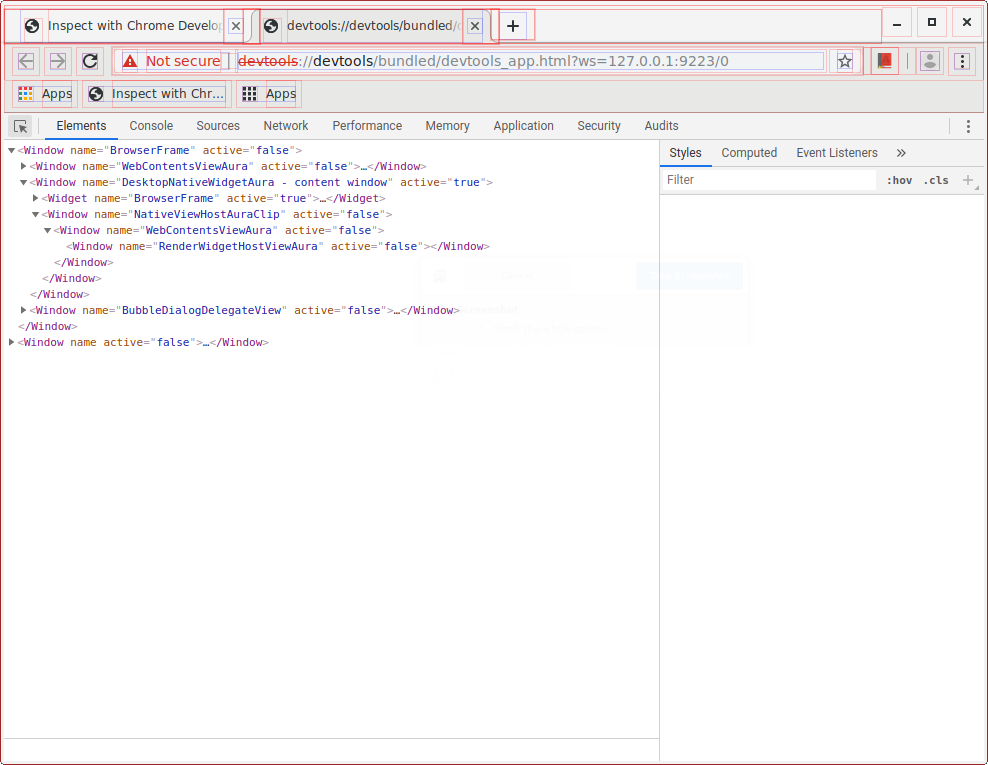 Inspect with Chrome Develo devtools://devtools/bundled/
Not secure devtools://devtools/bundled/devtools_app.html?ws=127.0.0.1:9223/0
Apps Inspect with Chr... Apps
Elements Console Sources Network Performance Memory Application Security Audits
<Window name="BrowserFrame" active="false">
<Window name="WebContentsViewAura" active="false">…</Window>
<Window name="DesktopNativeWidgetAura - content window" active="true">
<Widget name="BrowserFrame" active="true">…</Widget>
<Window name="NativeViewHostAuraClip" active="false">
<Window name="WebContentsViewAura" active="false">
<Window name="RenderWidgetHostViewAura" active="false"></Window>
</Window>
</Window>
</Window>
<Window name="BubbleDialogDelegateView" active="false">…</Window>
</Window>
<Window name active="false">…</Window>
Styles Computed Event Listeners »
Filter :hov .cls +